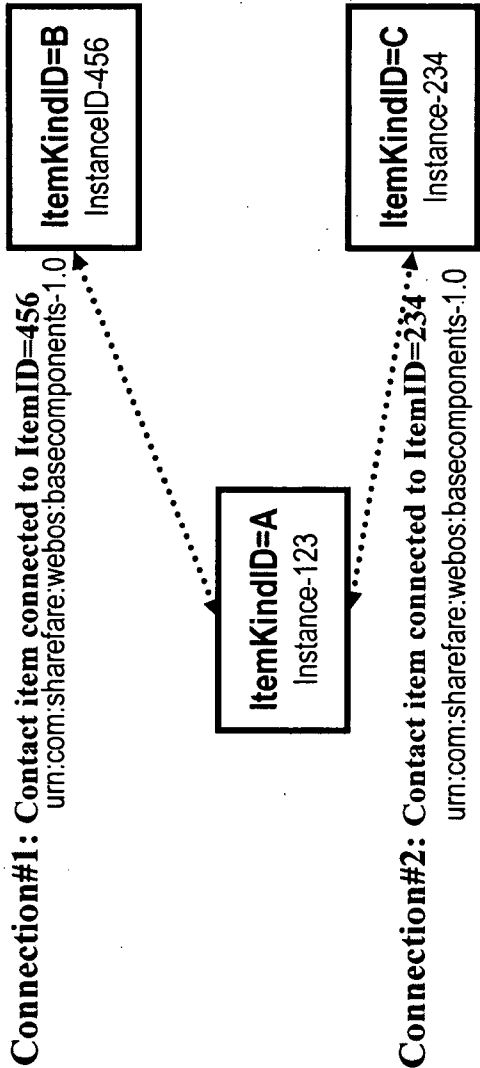 Connection#1: Contact item connected to ItemID=456
urn:com:sharefare:webos:basecomponents-1.0
ItemKindID=B
InstanceID-456
ItemKindID=A
Instance-123
Connection#2: Contact item connected to ItemID=234
urn:com:sharefare:webos:basecomponents-1.0
ItemKindID=C
Instance-234